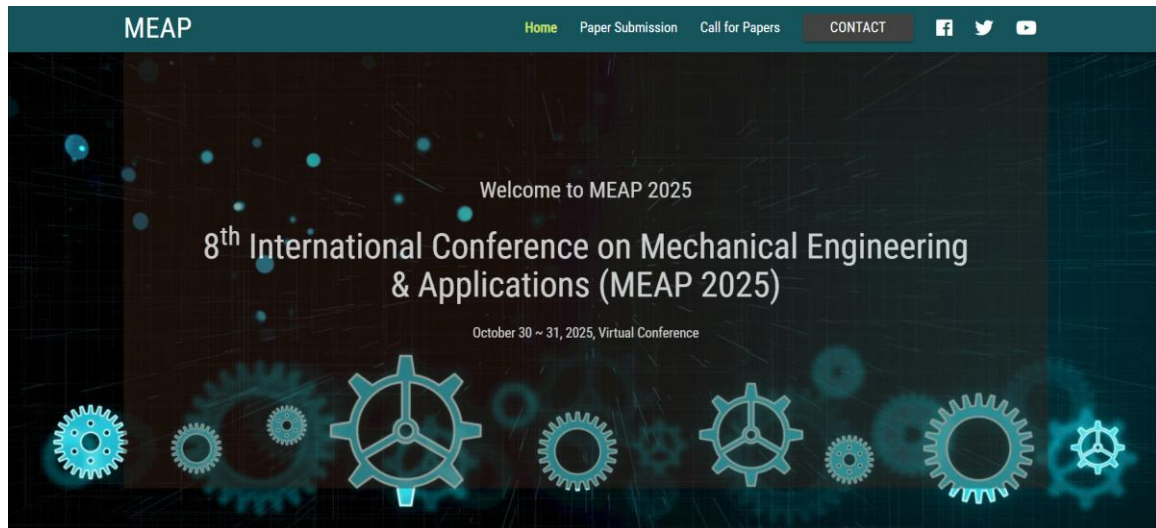 MEAP Home Paper Submission Call for Papers CONTACT
Welcome to MEAP 2025
8th International Conference on Mechanical Engineering
& Applications (MEAP 2025)
October 30 ~ 31, 2025, Virtual Conference